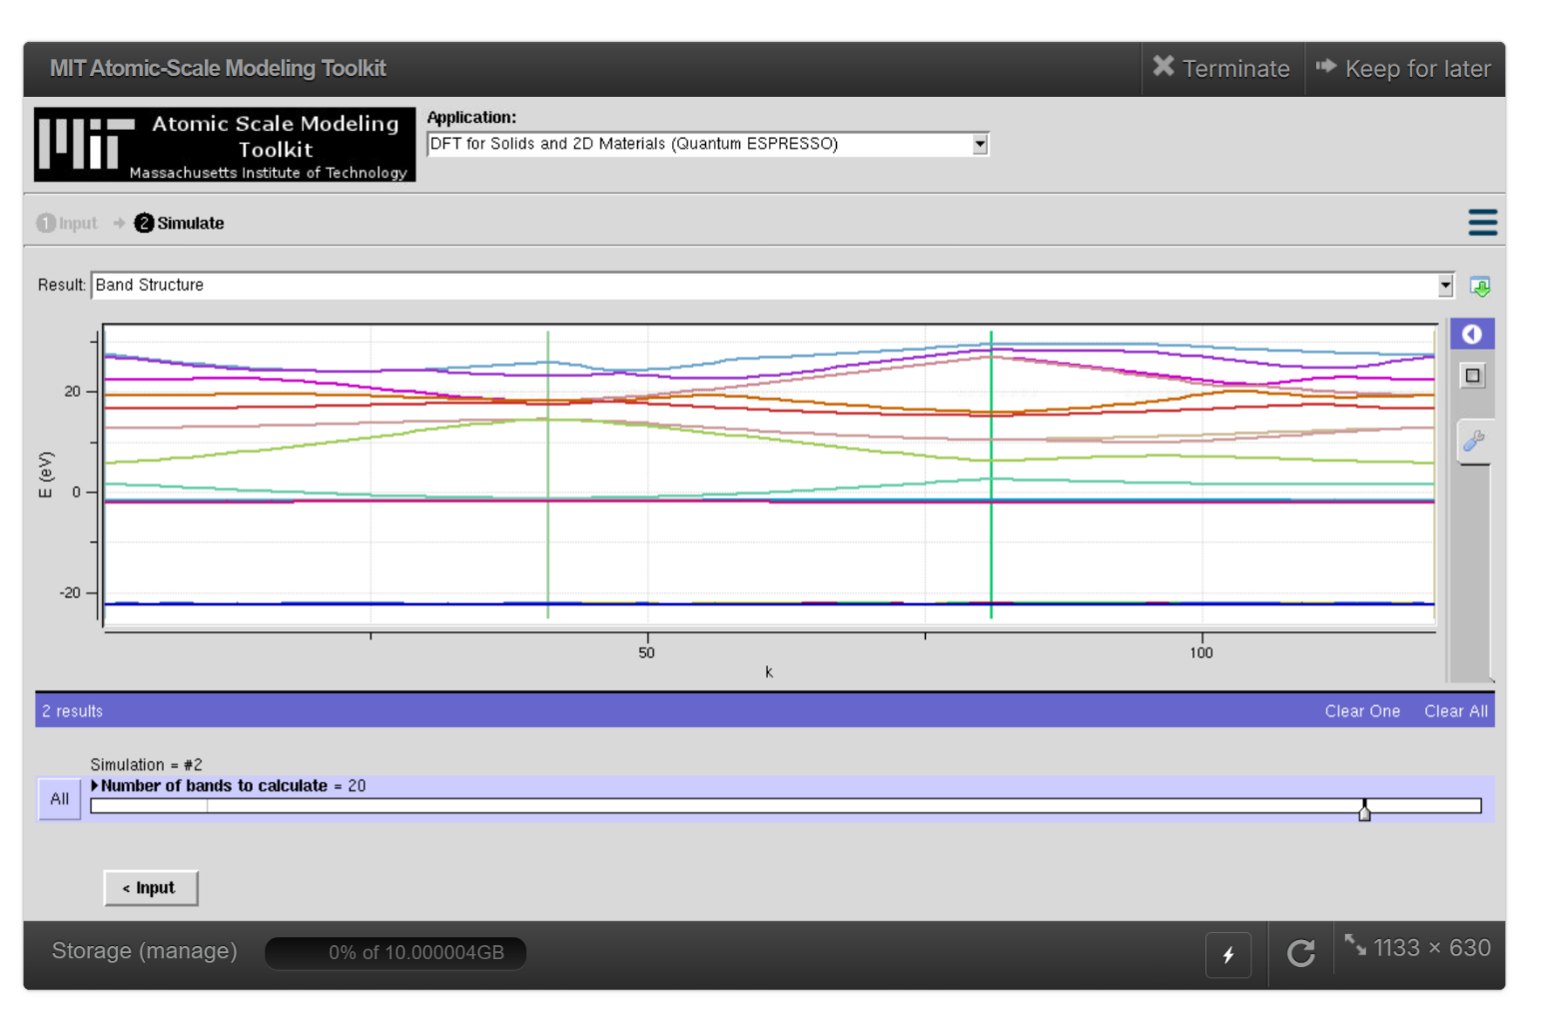 MIT Atomic-Scale Modeling Toolkit
Terminate
Keep for later
Atomic Scale Modeling
Toolkit
Massachusetts Institute of Technology
Application:
DFT for Solids and 2D Materials (Quantum ESPRESSO)
1 Input
2 Simulate
Result: Band Structure
E (eV)
20
0
-20
50
100
k
2 results
Clear One
Clear All
Simulation = #2
All
Number of bands to calculate = 20
< Input
Storage (manage)
0% of 10.000004GB
1133 × 630